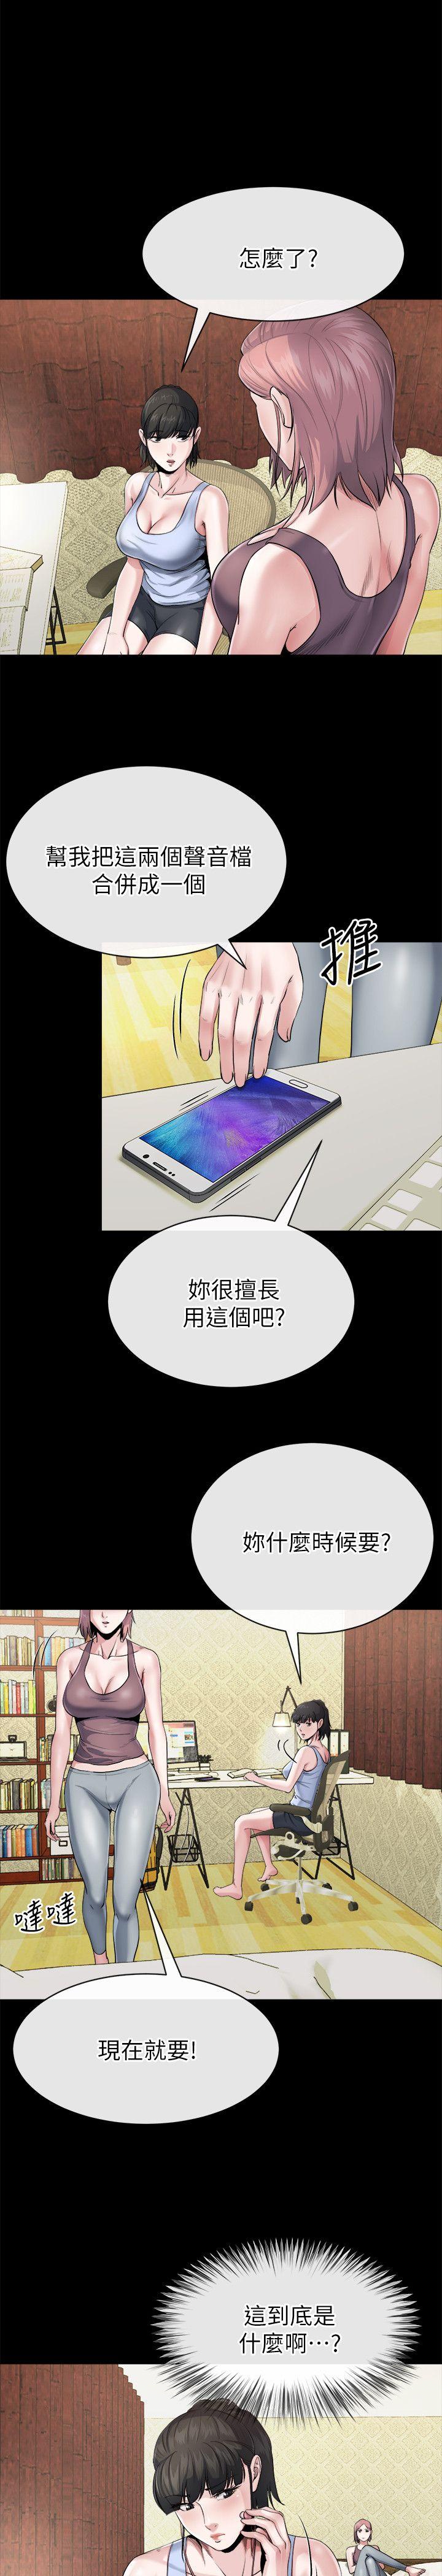 怎麼了?
幫我把這兩個聲音檔
合併成一個
推
妳很擅長
用這個吧?
妳什麼時候要?
噠噠
現在就要!
這到底是
什麼啊…?